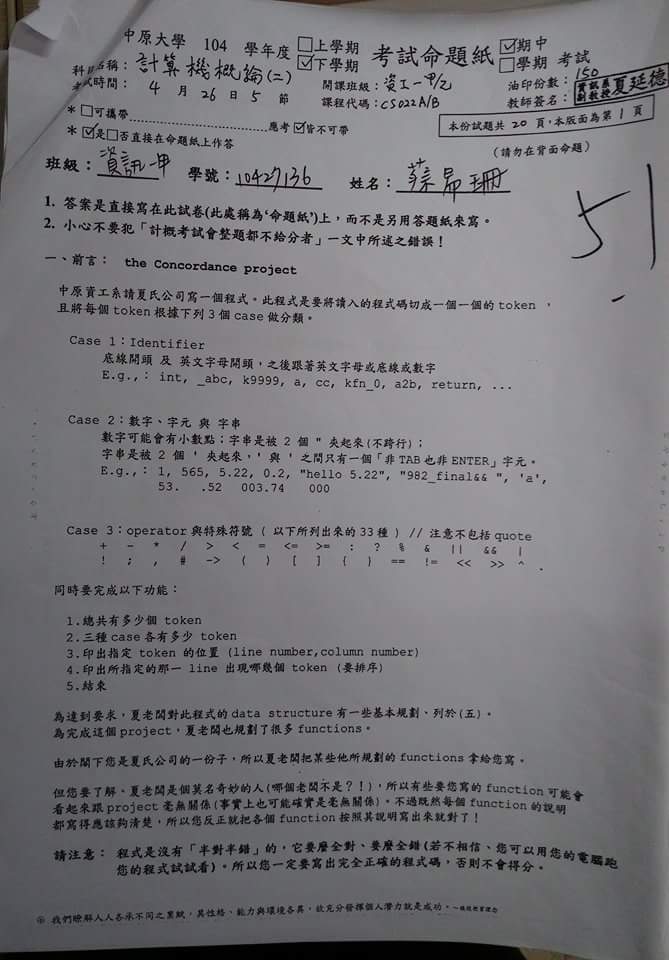 中原大學 104 學年度 □上學期 ☑下學期 考試命題紙 ☑期中 □學期 考試
科目名稱： 計算機概論(二) 開課班級：資工一甲/乙 油印份數：150
考試時間： 4 月 26 日 5 節 課程代碼：CS022A/B 教師簽名： 資訊系副教授 夏延德
* □可攜帶 應考 ☑皆不可帶
* ☑是□否直接在命題紙上作答
本份試題共 20 頁，本版面為第 1 頁
(請勿在背面命題)
班級： 資訊一甲 學號： 10427136 姓名： 蔡昂珊
51
1. 答案是直接寫在此試卷(此處稱為'命題紙')上，而不是另用答題紙來寫。
2. 小心不要犯「計概考試會整題都不給分者」一文中所述之錯誤！
一、前言： the Concordance project
中原資工系請夏氏公司寫一個程式。此程式是要將讀入的程式碼切成一個一個的 token ，
且將每個 token 根據下列 3 個 case 做分類。
Case 1：Identifier
底線開頭 及 英文字母開頭，之後跟著英文字母或底線或數字
E.g.,： int, _abc, k9999, a, cc, kfn_0, a2b, return, ...
Case 2：數字、字元 與 字串
數字可能會有小數點；字串是被 2 個 " 夾起來(不跨行)；
字串是被 2 個 ' 夾起來，' 與 ' 之間只有一個「非 TAB 也非 ENTER」字元。
E.g.,： 1, 565, 5.22, 0.2, "hello 5.22", "982_final&& ", 'a',
53. .52 003.74 000
Case 3：operator 與特殊符號 ( 以下所列出來的 33 種 ) // 注意不包括 quote
+ - * / > < = <= >= : ? % & || && |
! ; , # -> ( ) [ ] { } == != << >> ^ .
同時要完成以下功能：
1.總共有多少個 token
2.三種 case 各有多少 token
3.印出指定 token 的位置 (line number,column number)
4.印出所指定的那一 line 出現哪幾個 token (要排序)
5.結束
為達到要求，夏老闆對此程式的 data structure 有一些基本規劃、列於(五)。
為完成這個 project，夏老闆也規劃了很多 functions。
由於閣下您是夏氏公司的一份子，所以夏老闆把某些他所規劃的 functions 拿給您寫。
但您要了解、夏老闆是個莫名奇妙的人(哪個老闆不是？！)，所以有些要您寫的 function 可能會
看起來跟 project 毫無關係(事實上也可能確實是毫無關係)。不過既然每個 function 的說明
都寫得應該夠清楚，所以您反正就把各個 function 按照其說明寫出來就對了！
請注意： 程式是沒有「半對半錯」的，它要麼全對、要麼全錯(若不相信、您可以用您的電腦跑
您的程式試試看)。所以您一定要寫出完全正確的程式碼，否則不會得分。
※ 我們瞭解人人各承不同之稟賦，其性格、能力與環境各異，故充分發揮個人潛力就是成功。